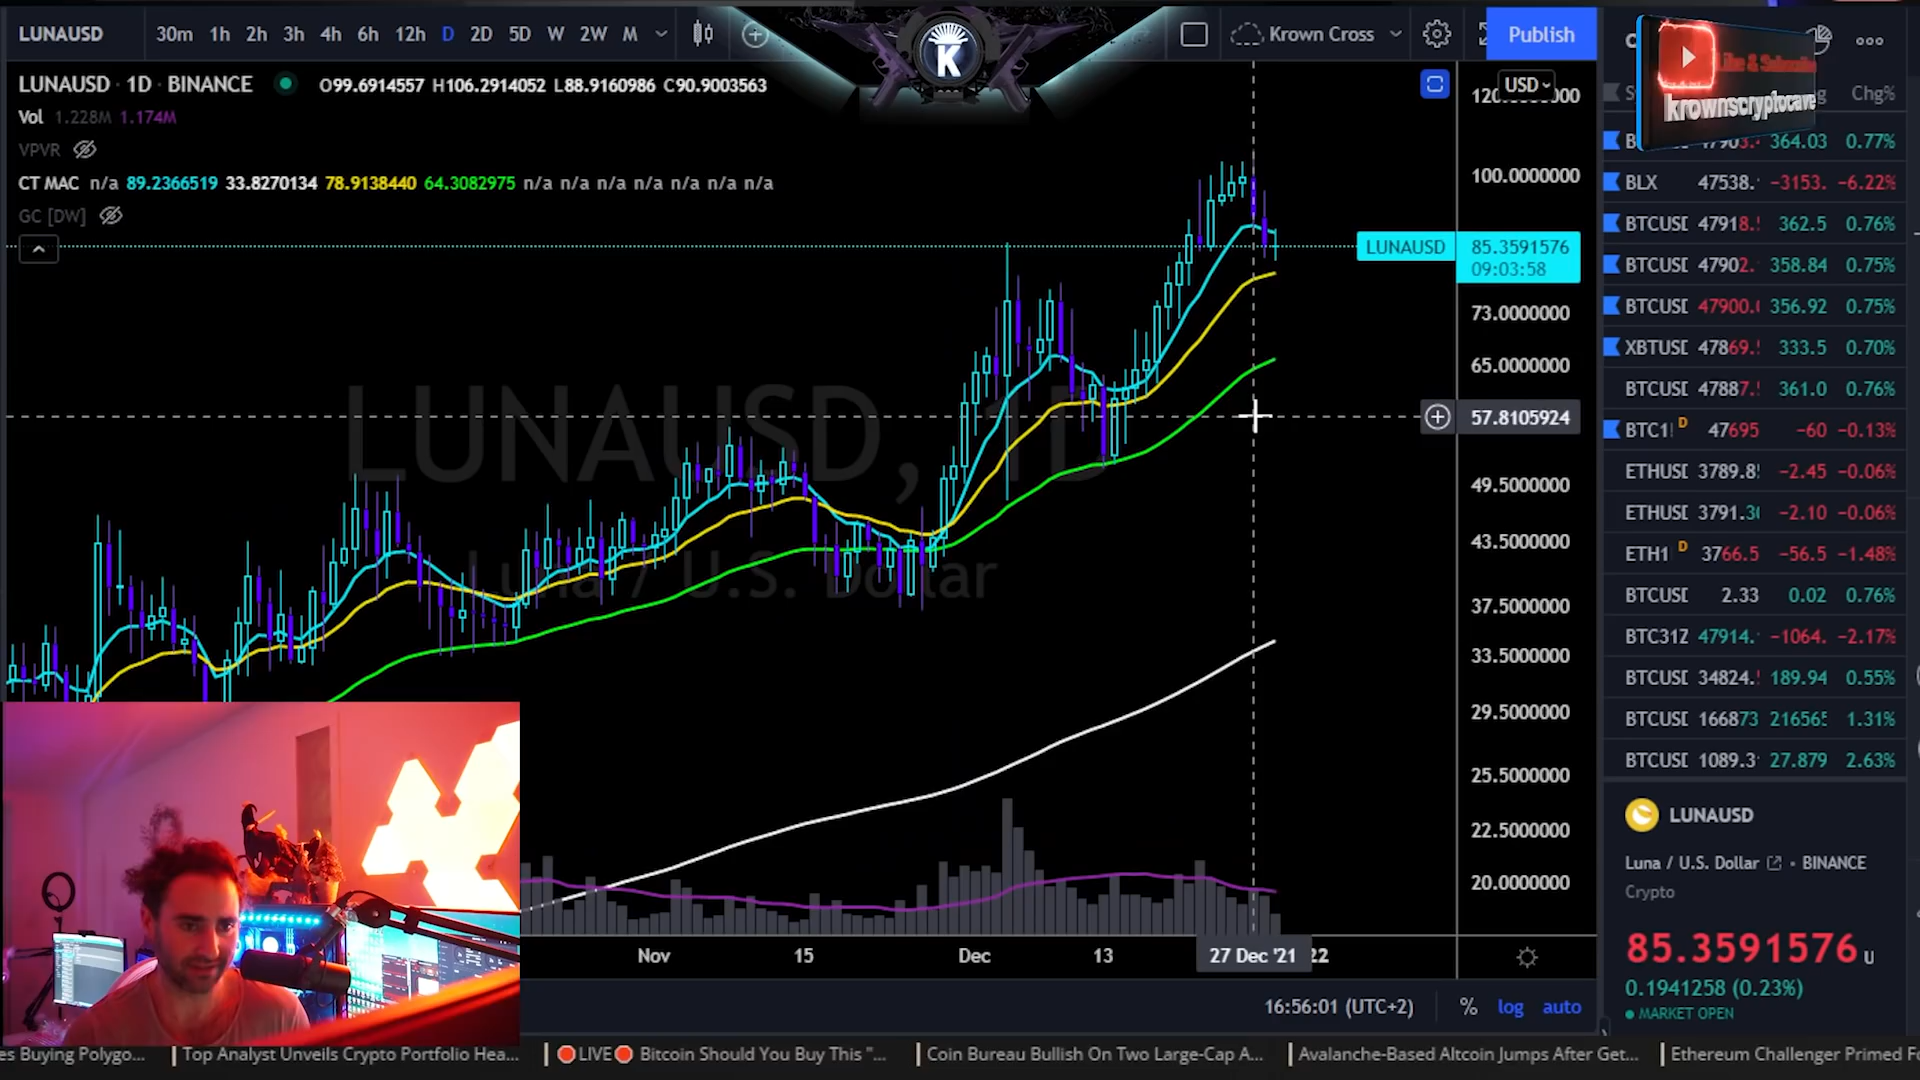 LUNAUSD 30m 1h 2h 3h 4h 6h 12h D 2D 5D W 2W M K Krown Cross Publish
LUNAUSD · 1D · BINANCE O99.6914557 H106.2914052 L88.9160986 C90.9003563
Vol 1.228M 1.174M
VPVR
CT MAC n/a 89.2366519 33.8270134 78.9138440 64.3082975 n/a n/a n/a n/a n/a n/a n/a
GC [DW]
LUNAUSD, 1D
Luna / U.S. Dollar
USD
100.0000000
LUNAUSD 85.3591576
09:03:58
73.0000000
65.0000000
57.8105924
49.5000000
43.5000000
37.5000000
33.5000000
29.5000000
25.5000000
22.5000000
20.0000000
Nov 15 Dec 13 27 Dec '21 22
16:56:01 (UTC+2) % log auto
Like & Subscribe
krownscryptocave
Chg%
364.03 0.77%
BLX 47538. -3153. -6.22%
BTCUSD 47918. 362.5 0.76%
BTCUSD 47902. 358.84 0.75%
BTCUSD 47900. 356.92 0.75%
XBTUSD 47869. 333.5 0.70%
BTCUSD 47887. 361.0 0.76%
BTC1! D 47695 -60 -0.13%
ETHUSD 3789.8 -2.45 -0.06%
ETHUSD 3791.3 -2.10 -0.06%
ETH1 D 3766.5 -56.5 -1.48%
BTCUSD 2.33 0.02 0.76%
BTC31Z 47914. -1064. -2.17%
BTCUSD 34824. 189.94 0.55%
BTCUSD 166873 216565 1.31%
BTCUSD 1089.3 27.879 2.63%
LUNAUSD
Luna / U.S. Dollar · BINANCE
Crypto
85.3591576 U
0.1941258 (0.23%)
MARKET OPEN
es Buying Polygo... | Top Analyst Unveils Crypto Portfolio Hea... | LIVE Bitcoin Should You Buy This "... | Coin Bureau Bullish On Two Large-Cap A... | Avalanche-Based Altcoin Jumps After Get... | Ethereum Challenger Primed Fo